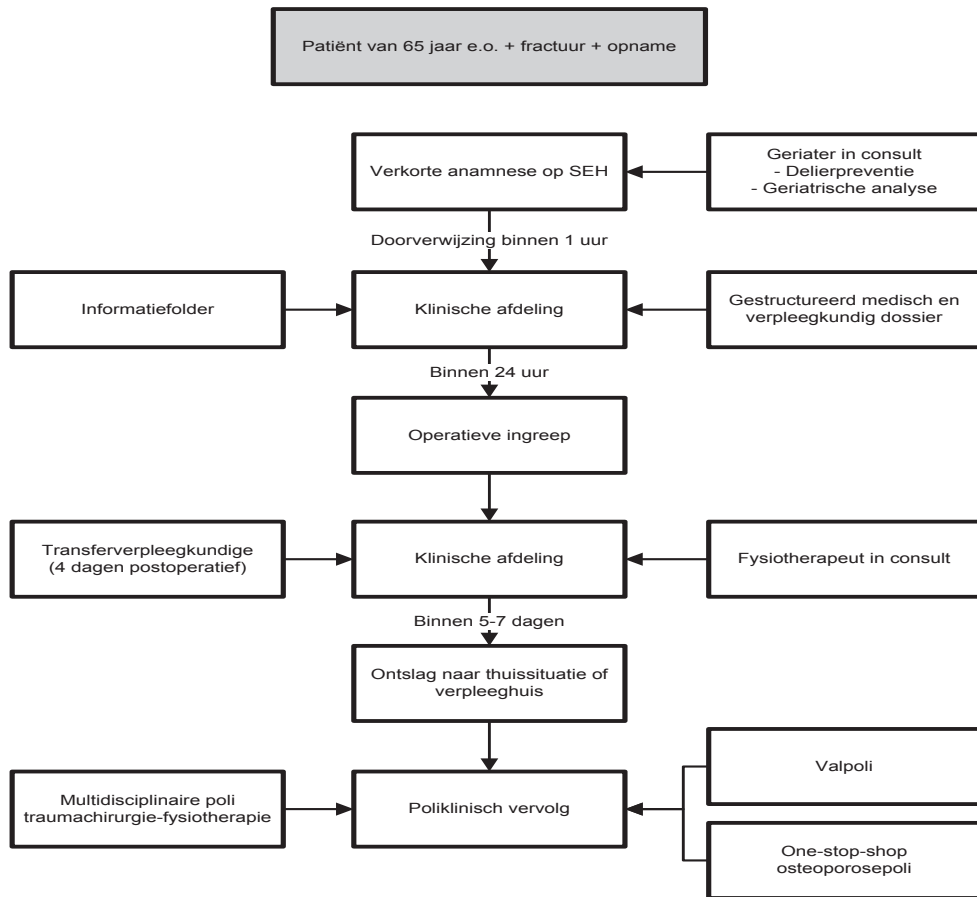 Patiënt van 65 jaar e.o. + fractuur + opname
Verkorte anamnese op SEH
Geriater in consult
- Delierpreventie
- Geriatrische analyse
Doorverwijzing binnen 1 uur
Informatiefolder
Klinische afdeling
Gestructureerd medisch en
verpleegkundig dossier
Binnen 24 uur
Operatieve ingreep
Transferverpleegkundige
(4 dagen postoperatief)
Klinische afdeling
Fysiotherapeut in consult
Binnen 5-7 dagen
Ontslag naar thuissituatie of
verpleeghuis
Multidisciplinaire poli
traumachirurgie-fysiotherapie
Poliklinisch vervolg
Valpoli
One-stop-shop
osteoporosepoli